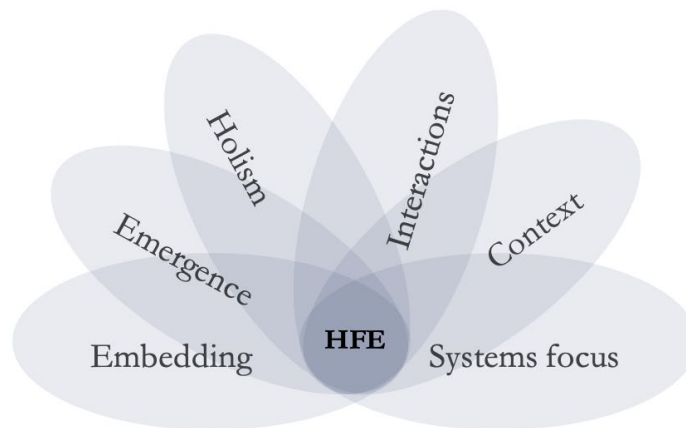 Holism
Interactions
Emergence
Context
HFE
Embedding
Systems focus